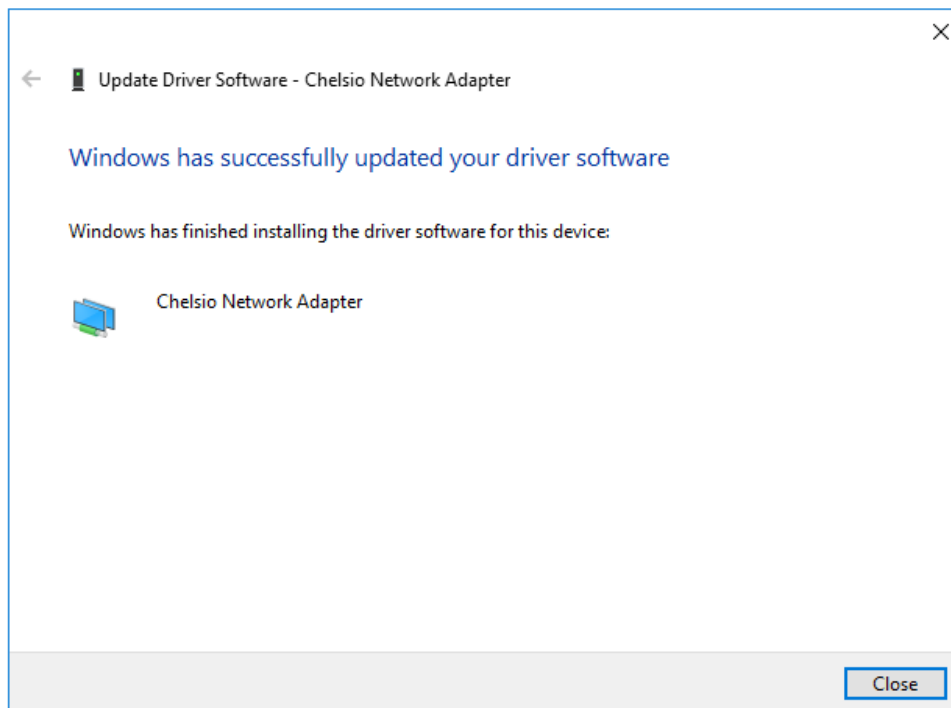 Update Driver Software - Chelsio Network Adapter
Windows has successfully updated your driver software
Windows has finished installing the driver software for this device:
Chelsio Network Adapter
Close